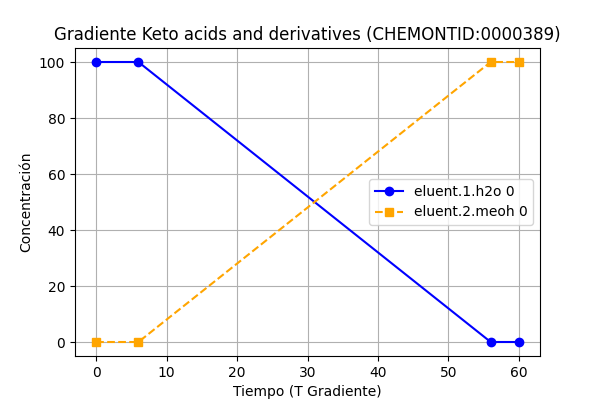 Gradiente Keto acids and derivatives (CHEMONTID:0000389)
Concentración
100
80
60
40
20
0
eluent.1.h2o 0
eluent.2.meoh 0
0 10 20 30 40 50 60
Tiempo (T Gradiente)